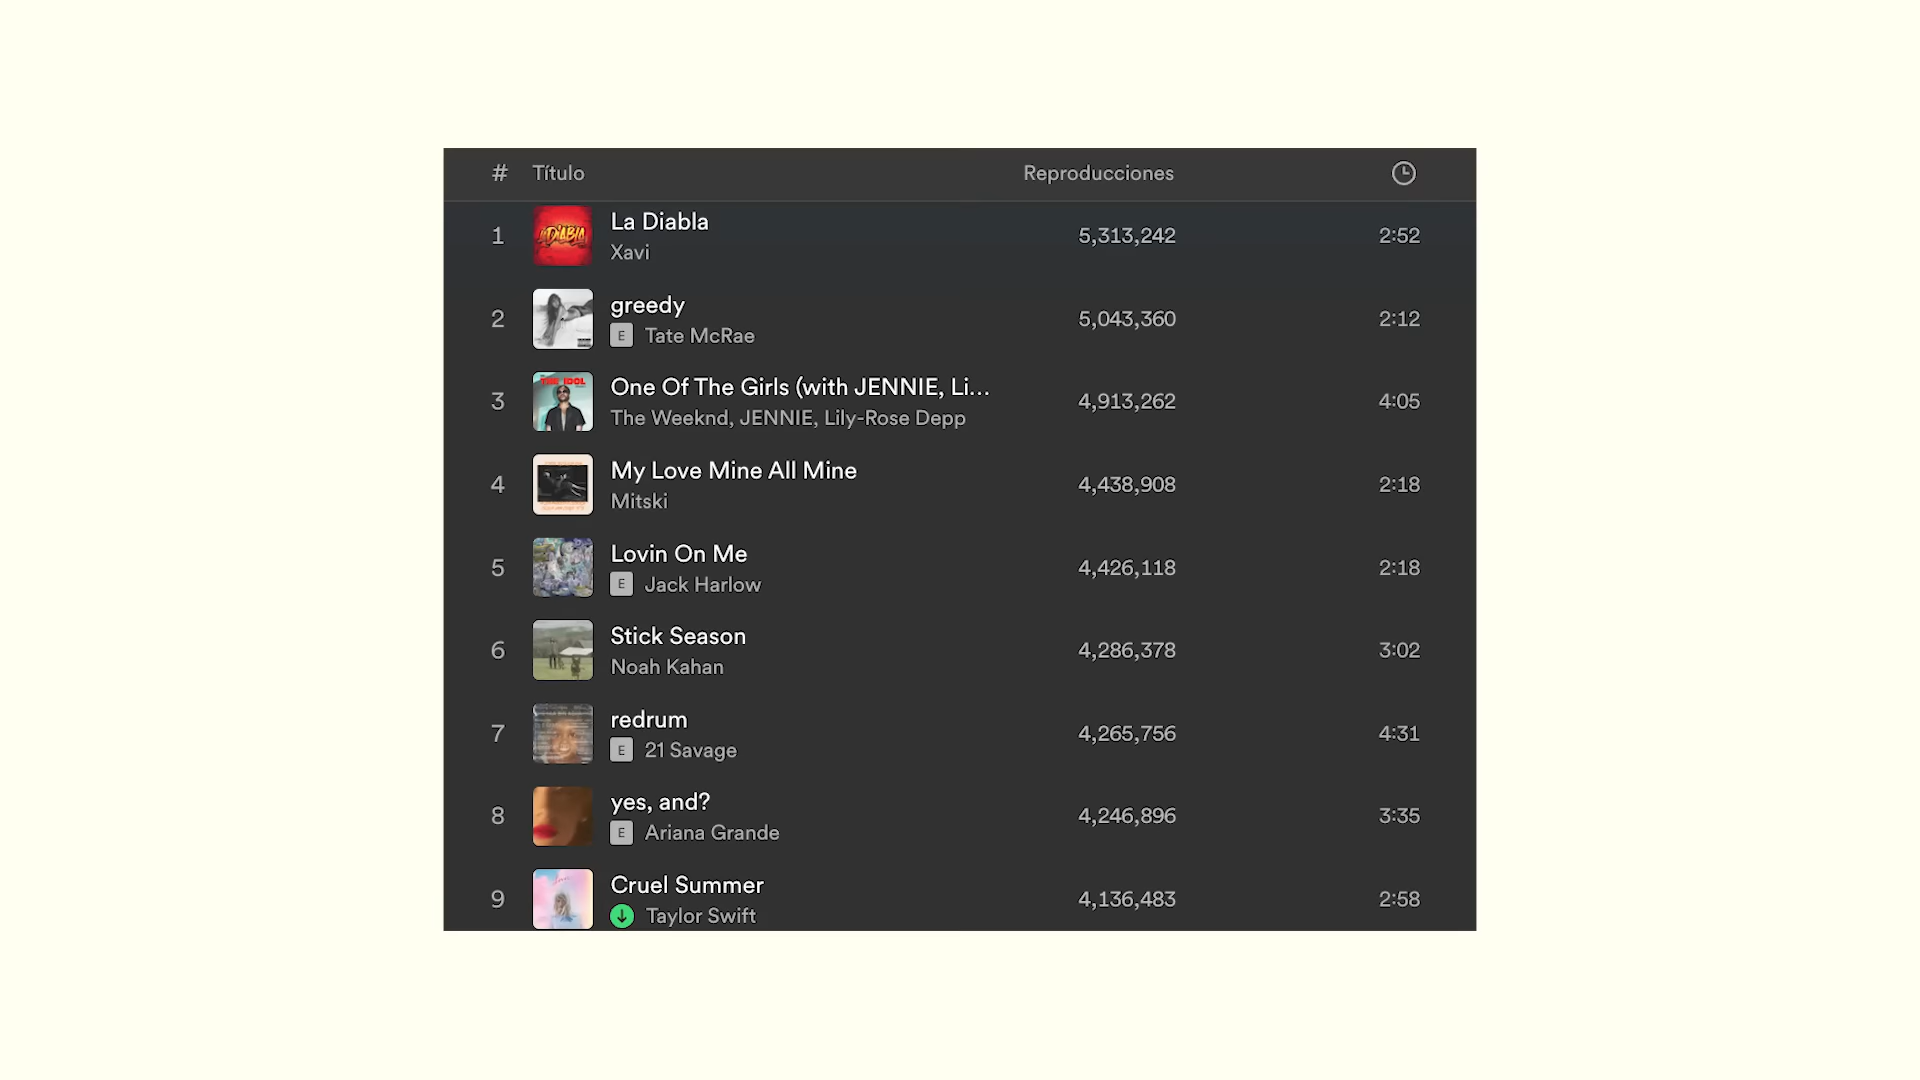 # Título Reproducciones
1 La Diabla 5,313,242 2:52
Xavi
2 greedy 5,043,360 2:12
E Tate McRae
THE IDOL
3 One Of The Girls (with JENNIE, Li... 4,913,262 4:05
The Weeknd, JENNIE, Lily-Rose Depp
4 My Love Mine All Mine 4,438,908 2:18
Mitski
5 Lovin On Me 4,426,118 2:18
E Jack Harlow
6 Stick Season 4,286,378 3:02
Noah Kahan
7 redrum 4,265,756 4:31
E 21 Savage
8 yes, and? 4,246,896 3:35
E Ariana Grande
9 Cruel Summer 4,136,483 2:58
Taylor Swift